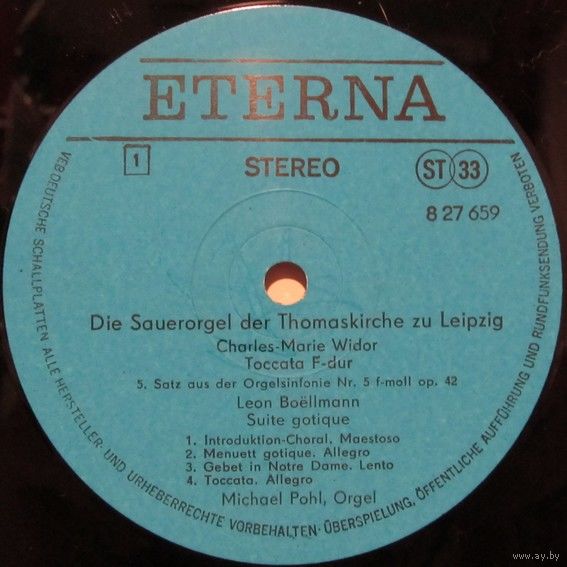 ETERNA
1
STEREO
ST 33
8 27 659
Die Sauerorgel der Thomaskirche zu Leipzig
Charles-Marie Widor
Toccata F-dur
5. Satz aus der Orgelsinfonie Nr. 5 f-moll op. 42
Leon Boëllmann
Suite gotique
1. Introduktion-Choral. Maestoso
2. Menuett gotique. Allegro
3. Gebet in Notre Dame. Lento
4. Toccata. Allegro
Michael Pohl, Orgel
VEB DEUTSCHE SCHALLPLATTEN ALLE HERSTELLER- UND URHEBERRECHTE VORBEHALTEN · ÜBERSPIELUNG, ÖFFENTLICHE AUFFÜHRUNG UND RUNDFUNKSENDUNG VERBOTEN
www.ay.by